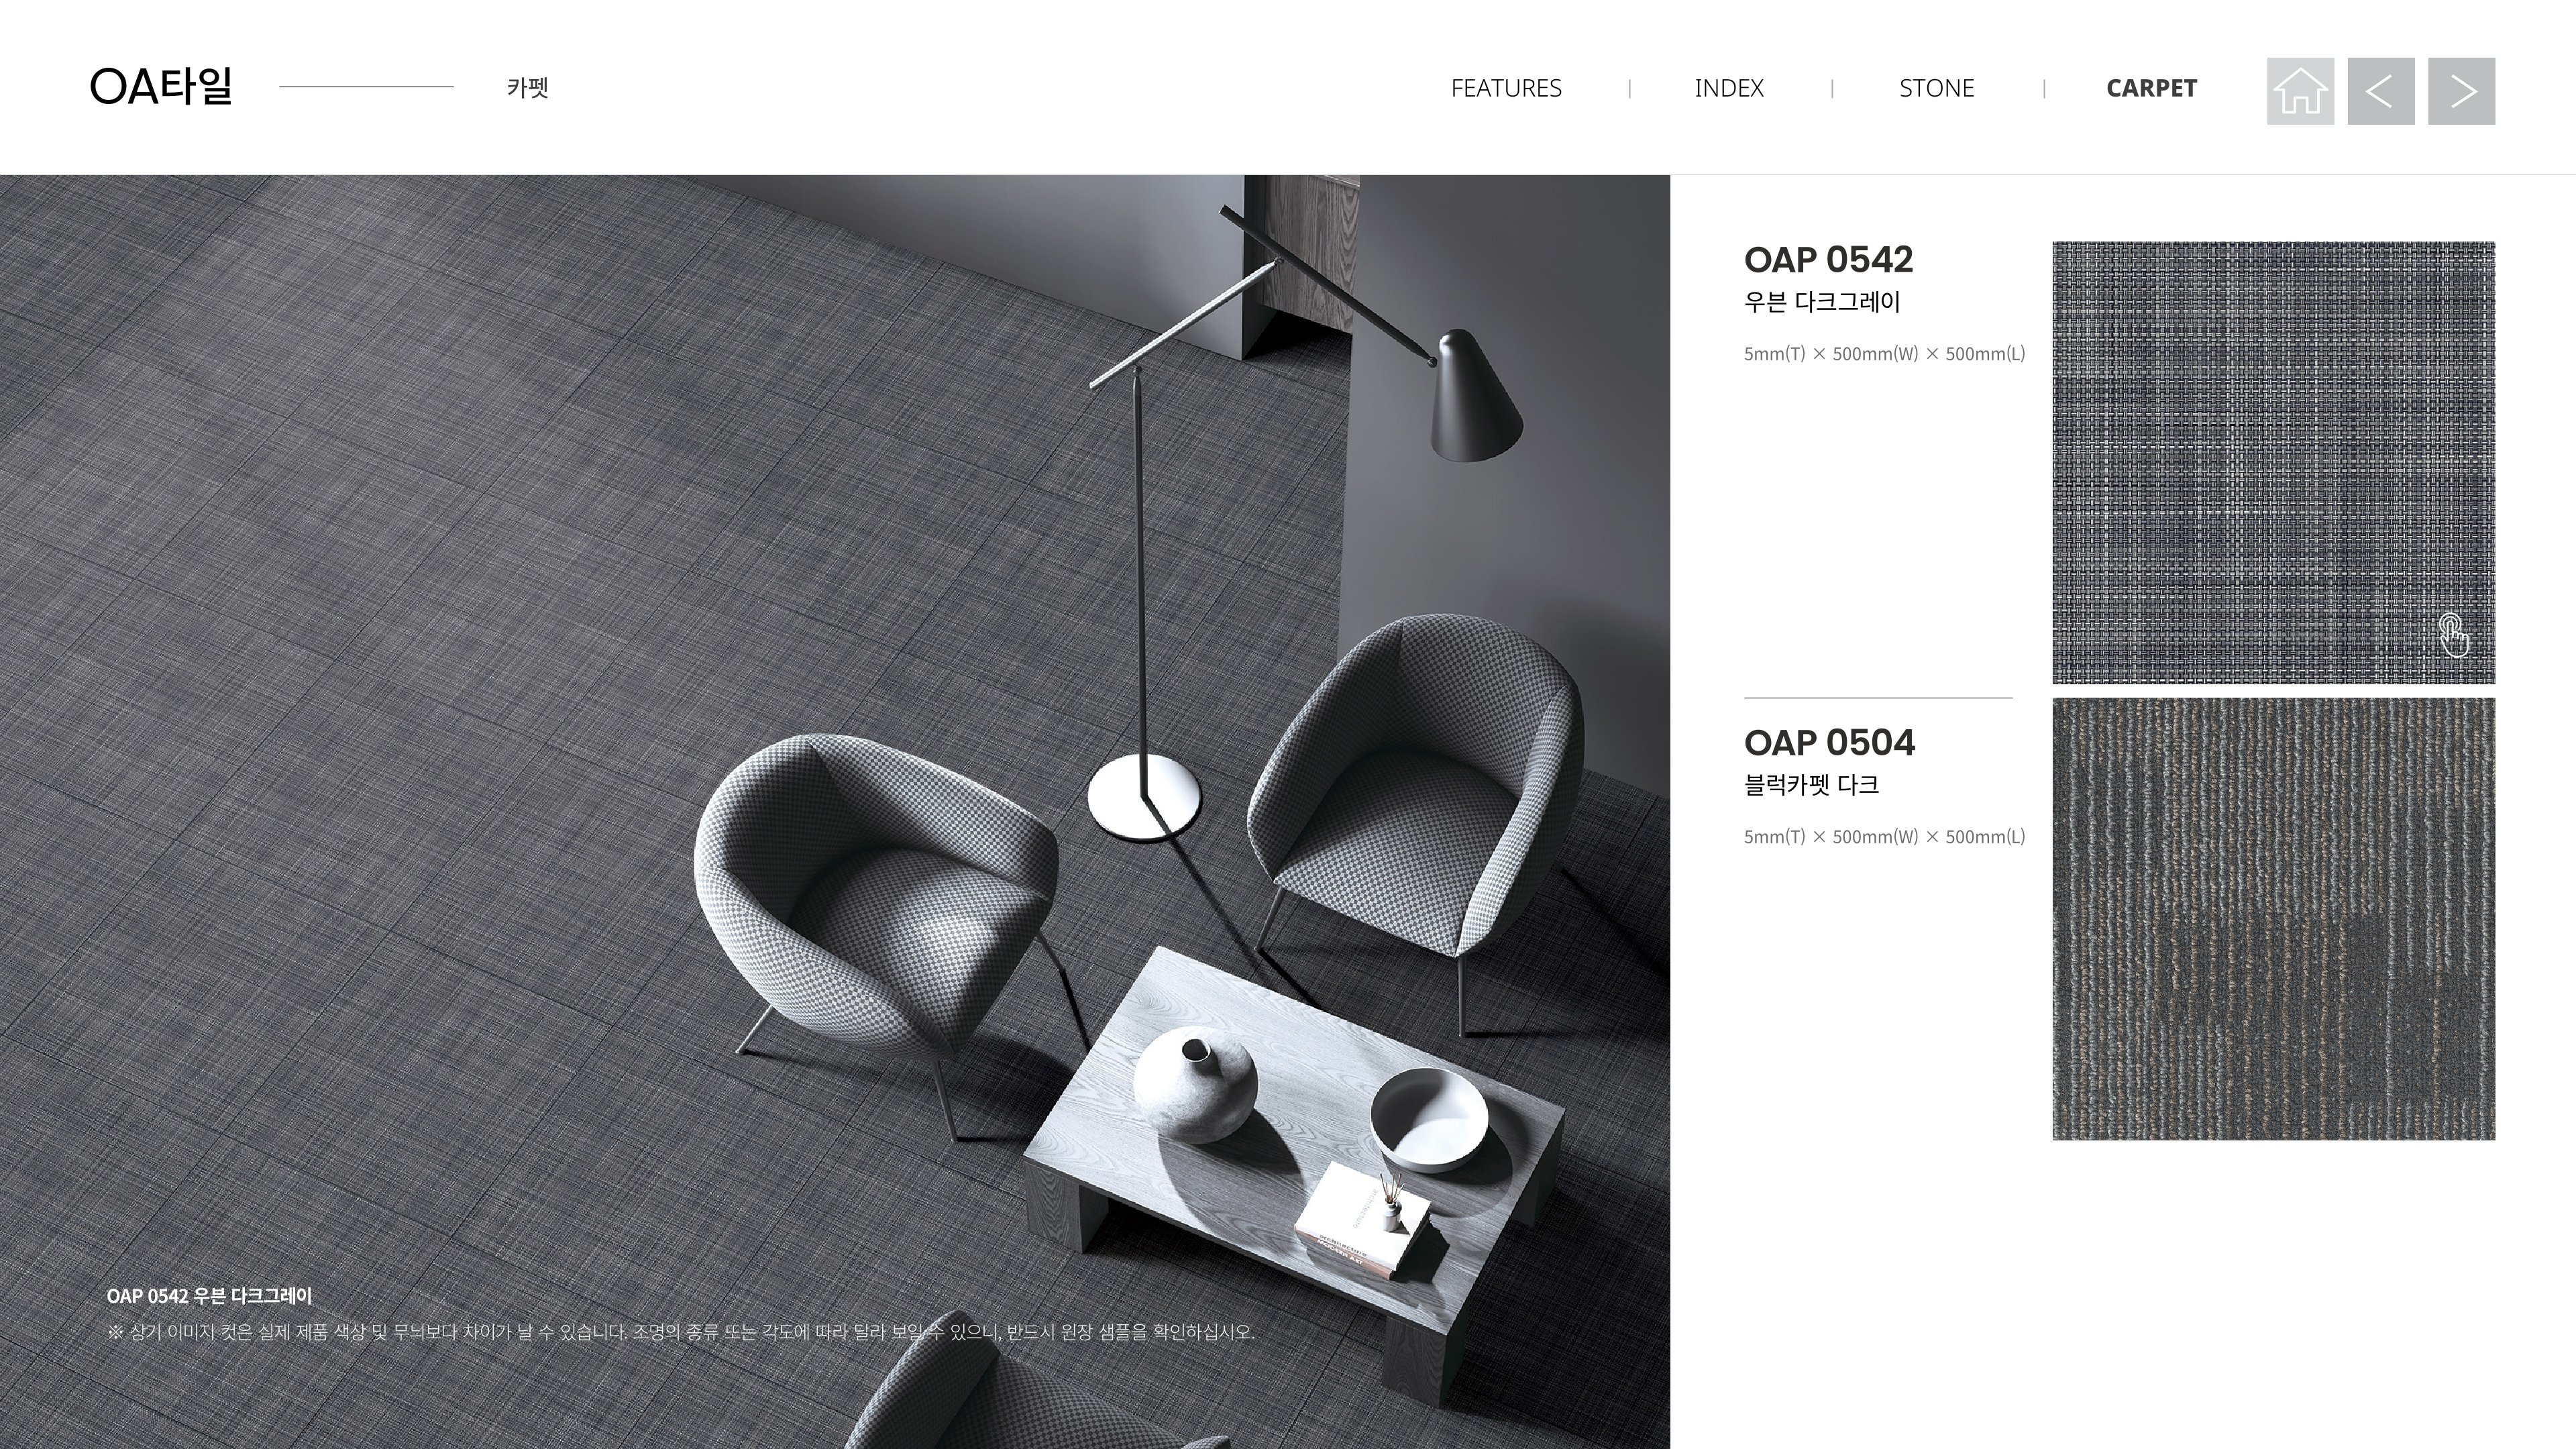 OA타일
카펫
FEATURES | INDEX | STONE | CARPET
OAP 0542
우븐 다크그레이
5mm(T) × 500mm(W) × 500mm(L)
OAP 0504
블럭카펫 다크
5mm(T) × 500mm(W) × 500mm(L)
OAP 0542 우븐 다크그레이
※ 상기 이미지 컷은 실제 제품 색상 및 무늬보다 차이가 날 수 있습니다. 조명의 종류 또는 각도에 따라 달라 보일 수 있으니, 반드시 원장 샘플을 확인하십시오.